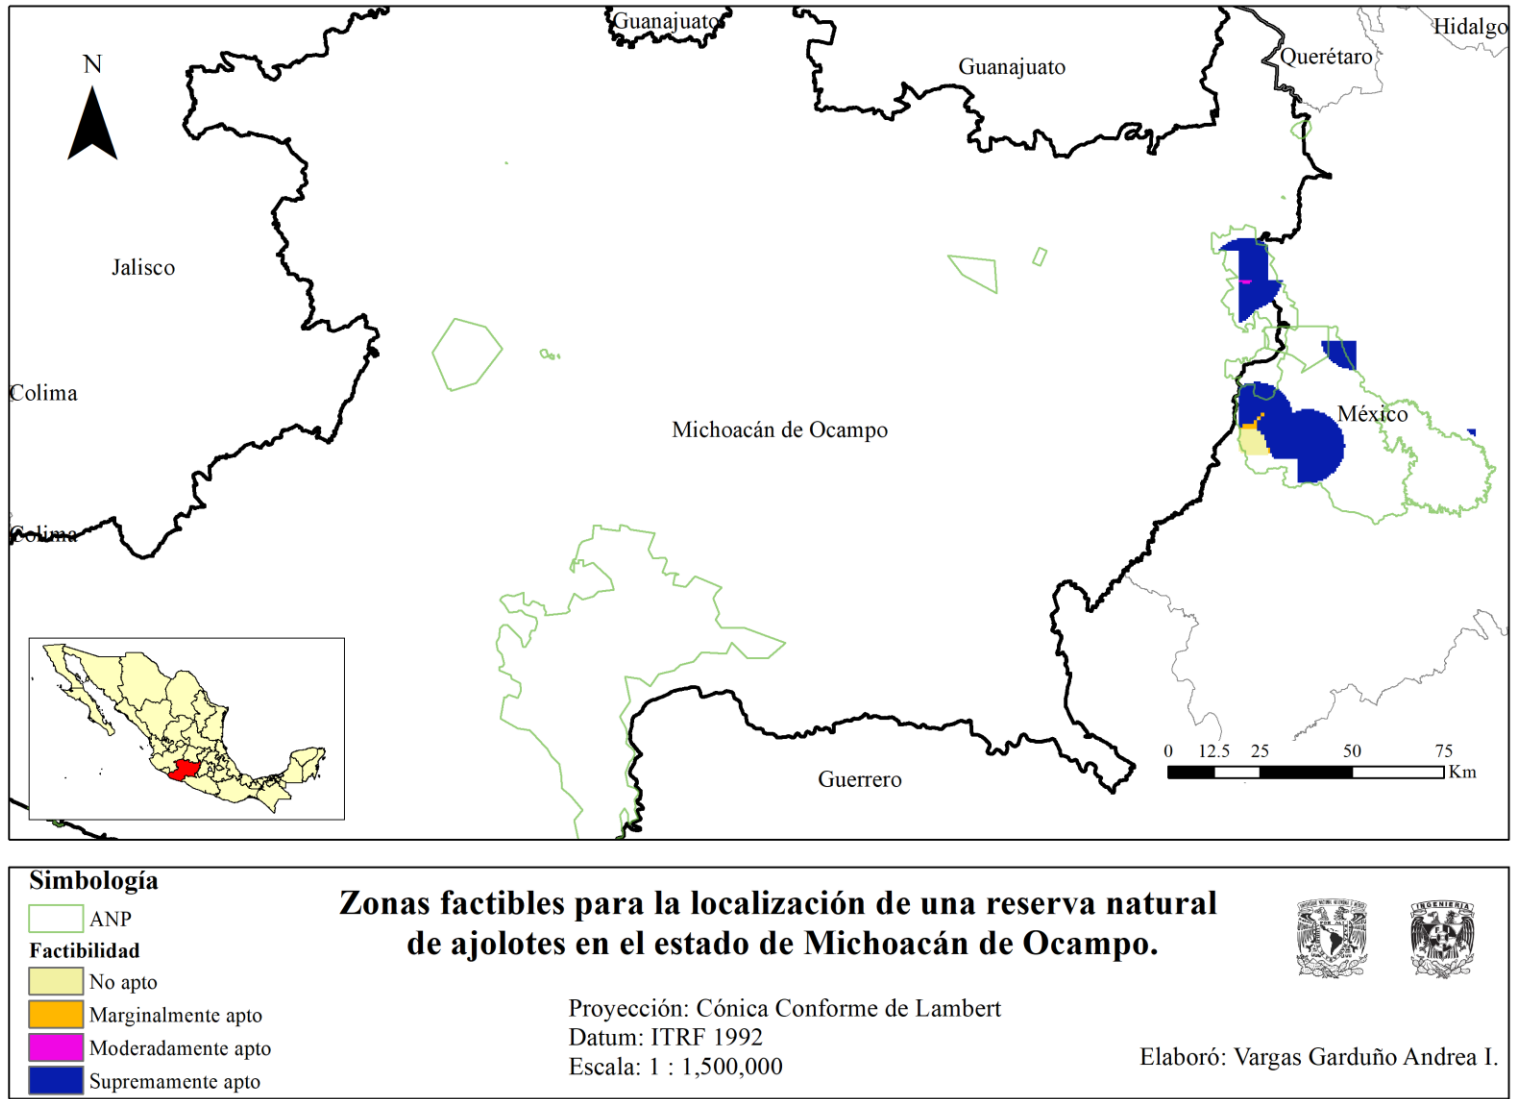 Guanajuato
Hidalgo
Querétaro
Guanajuato
N
Jalisco
Colima
México
Michoacán de Ocampo
Colima
0 12.5 25 50 75
Km
Guerrero
Simbología
ANP
Factibilidad
No apto
Marginalmente apto
Moderadamente apto
Supremamente apto
Zonas factibles para la localización de una reserva natural
de ajolotes en el estado de Michoacán de Ocampo.
Proyección: Cónica Conforme de Lambert
Datum: ITRF 1992
Escala: 1 : 1,500,000
INGENIERIA
Elaboró: Vargas Garduño Andrea I.